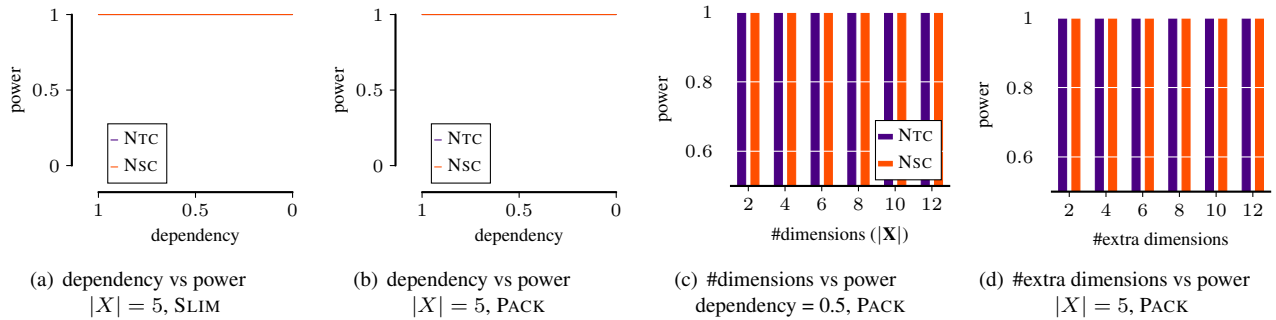 1
0.5
0
power
NTC
NSC
1
0.5
0
dependency
(a) dependency vs power
|X| = 5, SLIM
1
0.5
0
power
NTC
NSC
1
0.5
0
dependency
(b) dependency vs power
|X| = 5, PACK
1
0.8
0.6
power
NTC
NSC
2 4 6 8 10 12
#dimensions (|X|)
(c) #dimensions vs power
dependency = 0.5, PACK
1
0.8
0.6
power
2 4 6 8 10 12
#extra dimensions
(d) #extra dimensions vs power
|X| = 5, PACK